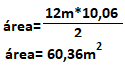 área= 12m*10,06
2
área= 60,36m²